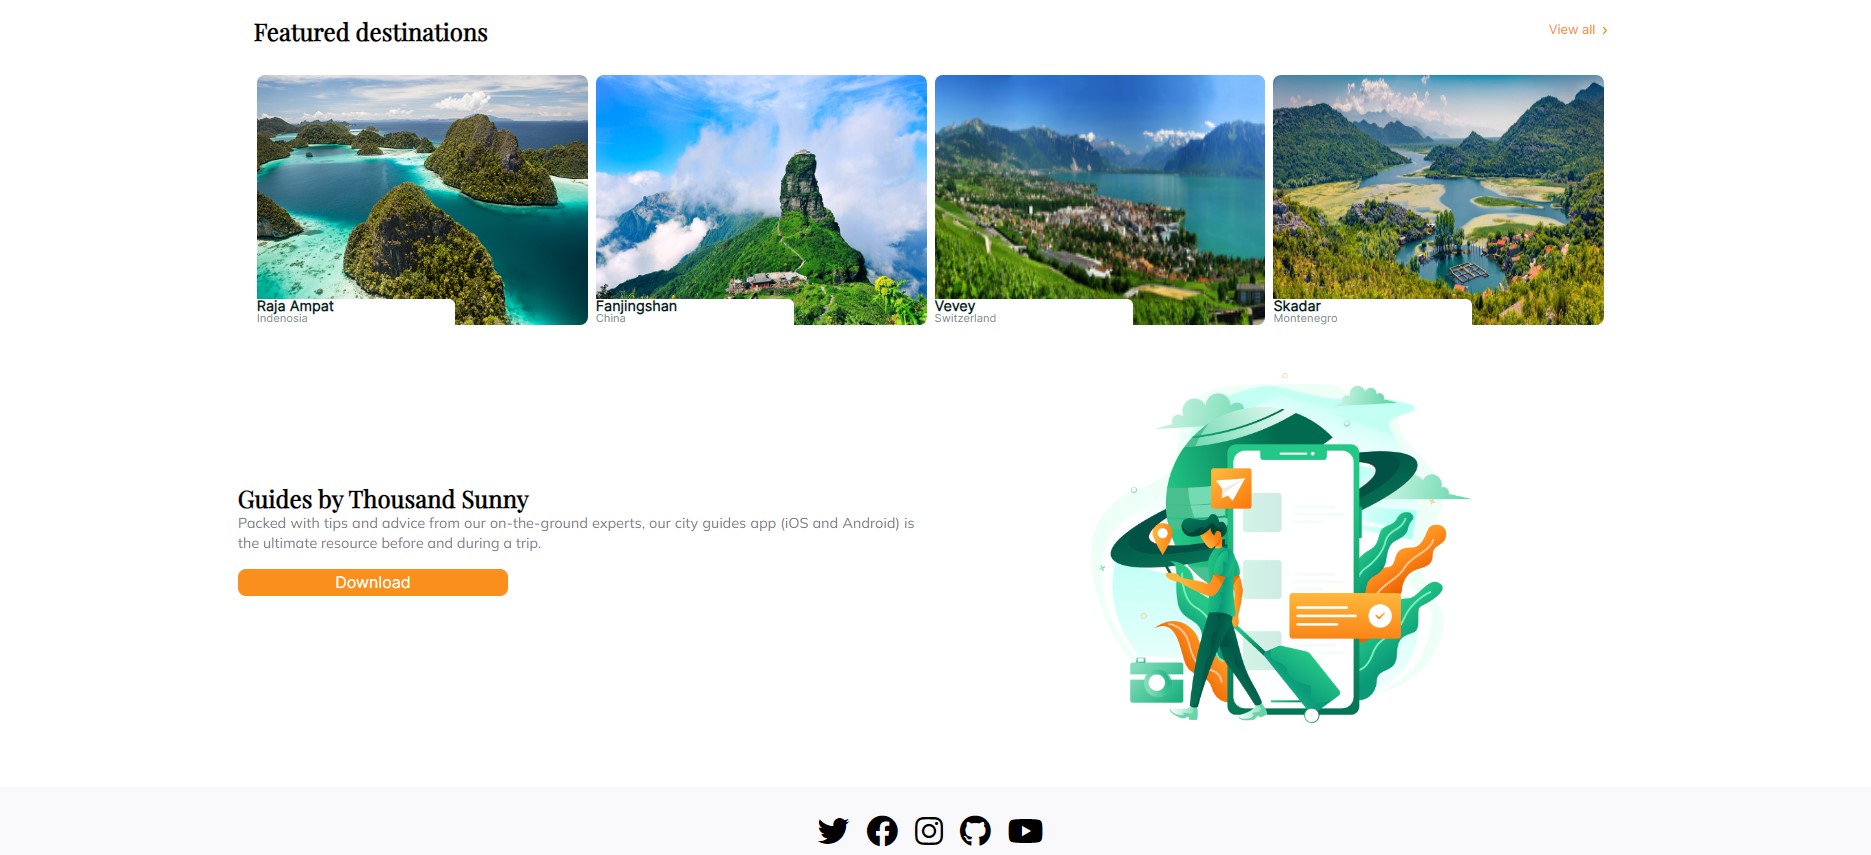 Featured destinations
View all
Raja Ampat
Indenosia
Fanjingshan
China
Vevey
Switzerland
Skadar
Montenegro
Guides by Thousand Sunny
Packed with tips and advice from our on-the-ground experts, our city guides app (iOS and Android) is
the ultimate resource before and during a trip.
Download